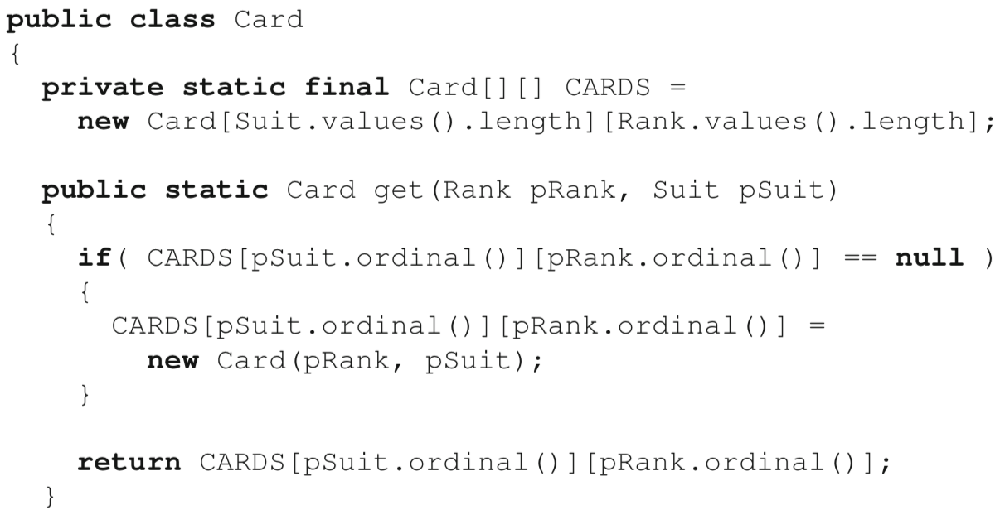 public class Card
{
  private static final Card[][] CARDS =
    new Card[Suit.values().length][Rank.values().length];

  public static Card get(Rank pRank, Suit pSuit)
  {
    if( CARDS[pSuit.ordinal()][pRank.ordinal()] == null )
    {
      CARDS[pSuit.ordinal()][pRank.ordinal()] =
        new Card(pRank, pSuit);
    }

    return CARDS[pSuit.ordinal()][pRank.ordinal()];
  }